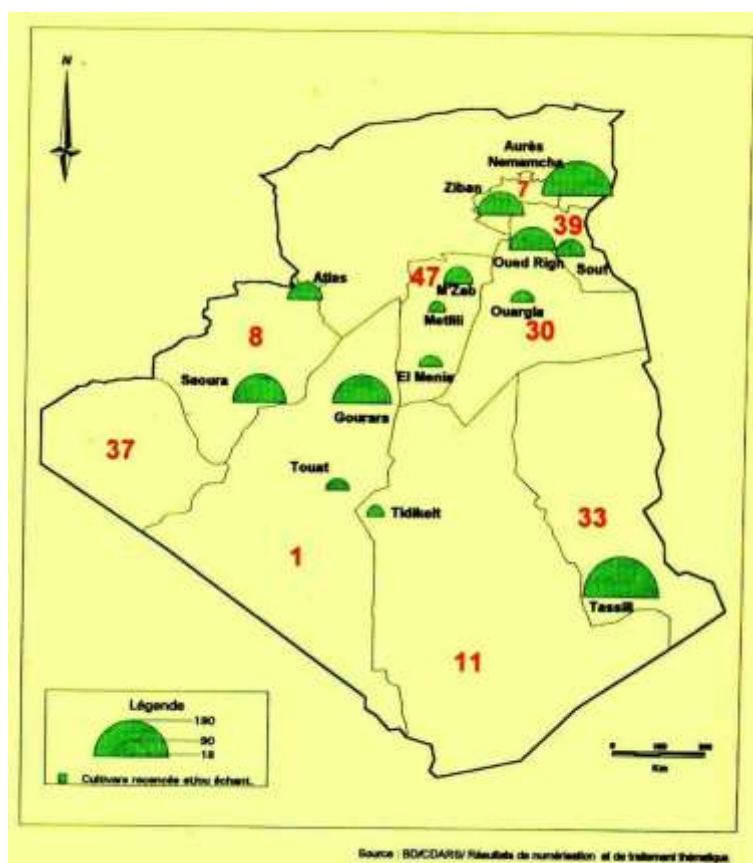 N
Aurès
Nemamcha
Ziban
7
39
Oued Righ
Souf
Atlas
47
M'Zab
Metlili
Ouargla
30
8
El Menia
Saoura
Gourara
37
Touat
Tidikelt
33
1
Tassili
11
Légende
190
90
18
Cultivars recensés et/ou échant.
Km
Source : BD/CDARS/ Résultats de numérisation et de traitement thématique